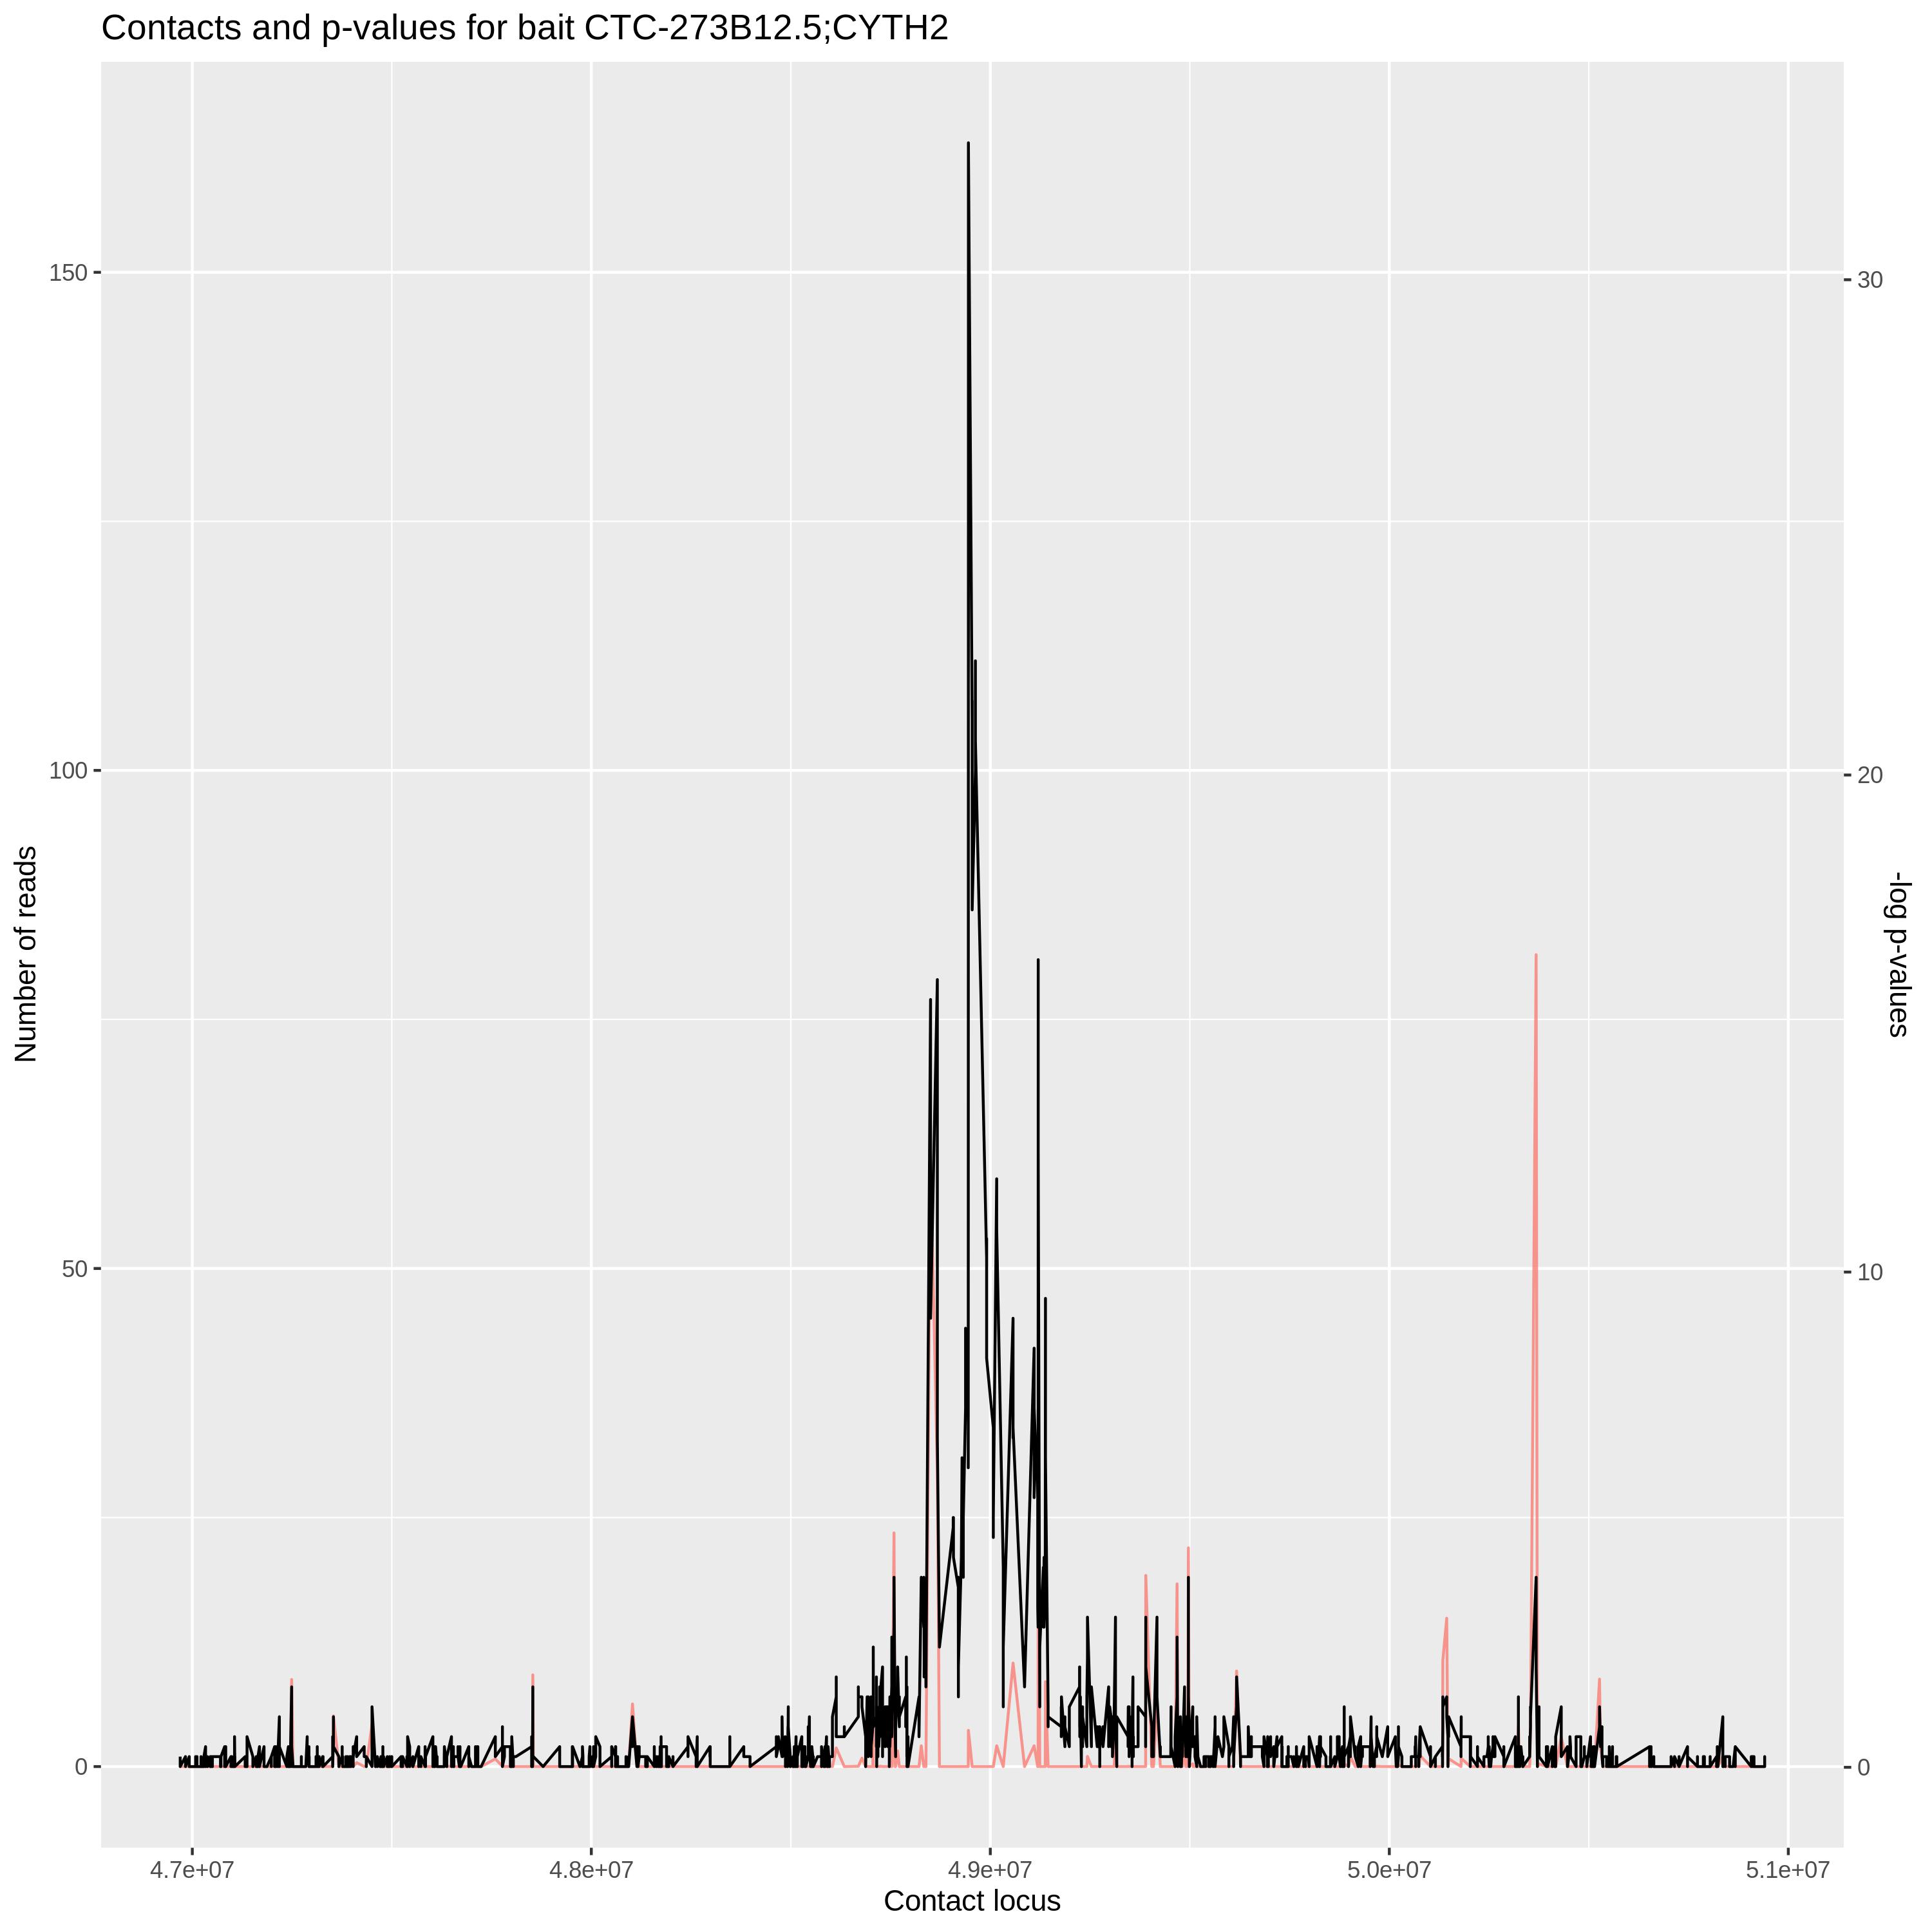 Contacts and p-values for bait CTC-273B12.5;CYTH2
150
100
50
0
Number of reads
30
20
10
0
-log p-values
4.7e+07
4.8e+07
4.9e+07
5.0e+07
5.1e+07
Contact locus